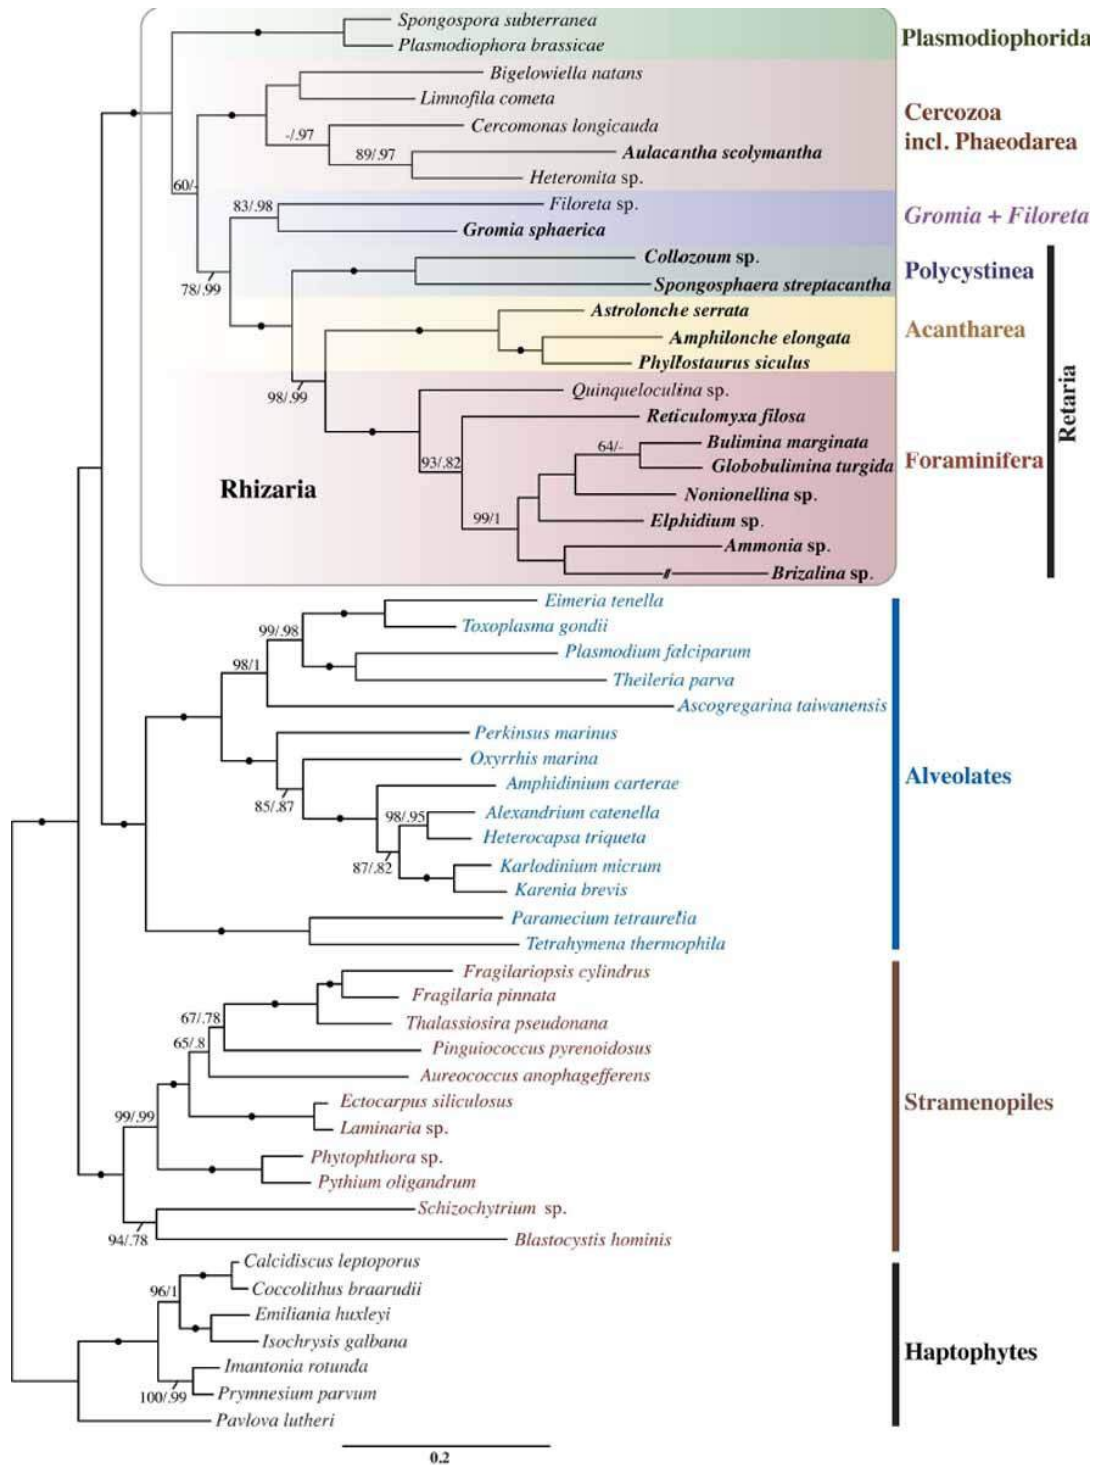 Spongospora subterranea
Plasmodiophora brassicae
Plasmodiophorida
Bigelowiella natans
Limnofila cometa
Cercomonas longicauda
-/.97
89/.97
Aulacantha scolymantha
Heteromita sp.
Cercozoa
incl. Phaeodarea
60/-
83/.98
Filoreta sp.
Gromia sphaerica
Gromia + Filoreta
78/.99
Collozoum sp.
Spongosphaera streptacantha
Polycystinea
Astrolonche serrata
Amphilonche elongata
Phyllostaurus siculus
Acantharea
98/.99
Quinqueloculina sp.
Reticulomyxa filosa
Bulimina marginata
64/-
Globobulimina turgida
93/.82
Nonionellina sp.
Elphidium sp.
99/1
Ammonia sp.
Brizalina sp.
Foraminifera
Retaria
Rhizaria
Eimeria tenella
Toxoplasma gondii
99/.98
Plasmodium falciparum
98/1
Theileria parva
Ascogregarina taiwanensis
Perkinsus marinus
Oxyrrhis marina
Amphidinium carterae
85/.87
Alexandrium catenella
98/.95
Heterocapsa triqueta
87/.82
Karlodinium micrum
Karenia brevis
Paramecium tetraurelia
Tetrahymena thermophila
Alveolates
Fragilariopsis cylindrus
Fragilaria pinnata
67/.78
Thalassiosira pseudonana
65/.8
Pinguiococcus pyrenoidosus
Aureococcus anophagefferens
Ectocarpus siliculosus
99/.99
Laminaria sp.
Phytophthora sp.
Pythium oligandrum
Schizochytrium sp.
94/.78
Blastocystis hominis
Stramenopiles
Calcidiscus leptoporus
96/1
Coccolithus braarudii
Emiliania huxleyi
Isochrysis galbana
Imantonia rotunda
100/.99
Prymnesium parvum
Pavlova lutheri
Haptophytes
0.2